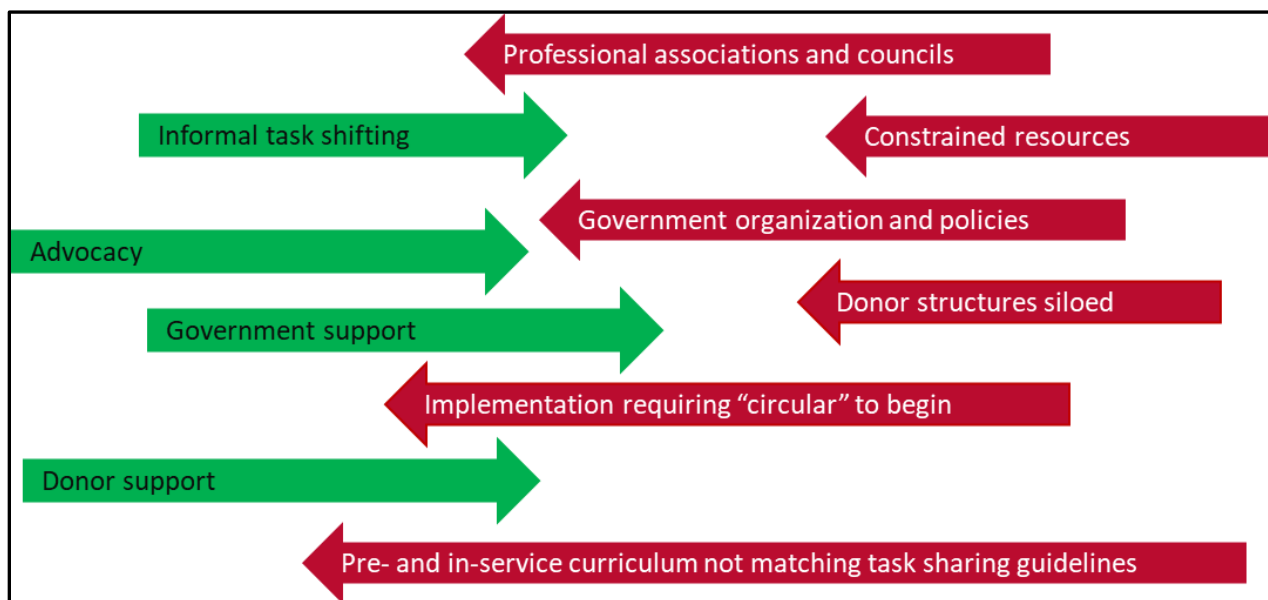 Professional associations and councils
Informal task shifting
Constrained resources
Government organization and policies
Advocacy
Donor structures siloed
Government support
Implementation requiring “circular” to begin
Donor support
Pre- and in-service curriculum not matching task sharing guidelines